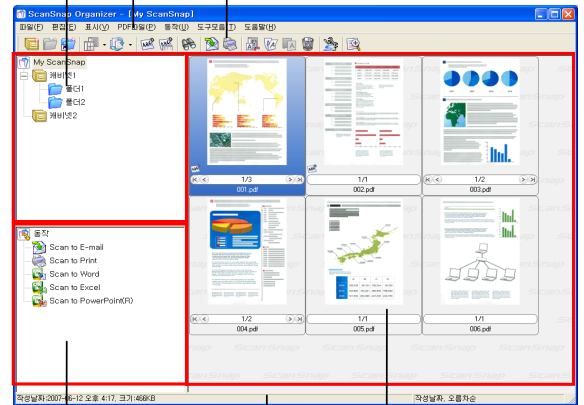 ScanSnap Organizer - [My ScanSnap]
파일(F) 편집(E) 표시(V) PDF파일(P) 동작(U) 도구모음(T) 도움말(H)
My ScanSnap
캐비넷1
폴더1
폴더2
캐비넷2
1/3
001.pdf
1/1
002.pdf
1/2
003.pdf
동작
Scan to E-mail
Scan to Print
Scan to Word
Scan to Excel
Scan to PowerPoint(R)
1/2
004.pdf
1/1
005.pdf
1/1
006.pdf
ScanSnap ScanSnap ScanSnap
작성날짜:2007-06-12 오후 4:17, 크기:466KB
작성날짜, 오름차순